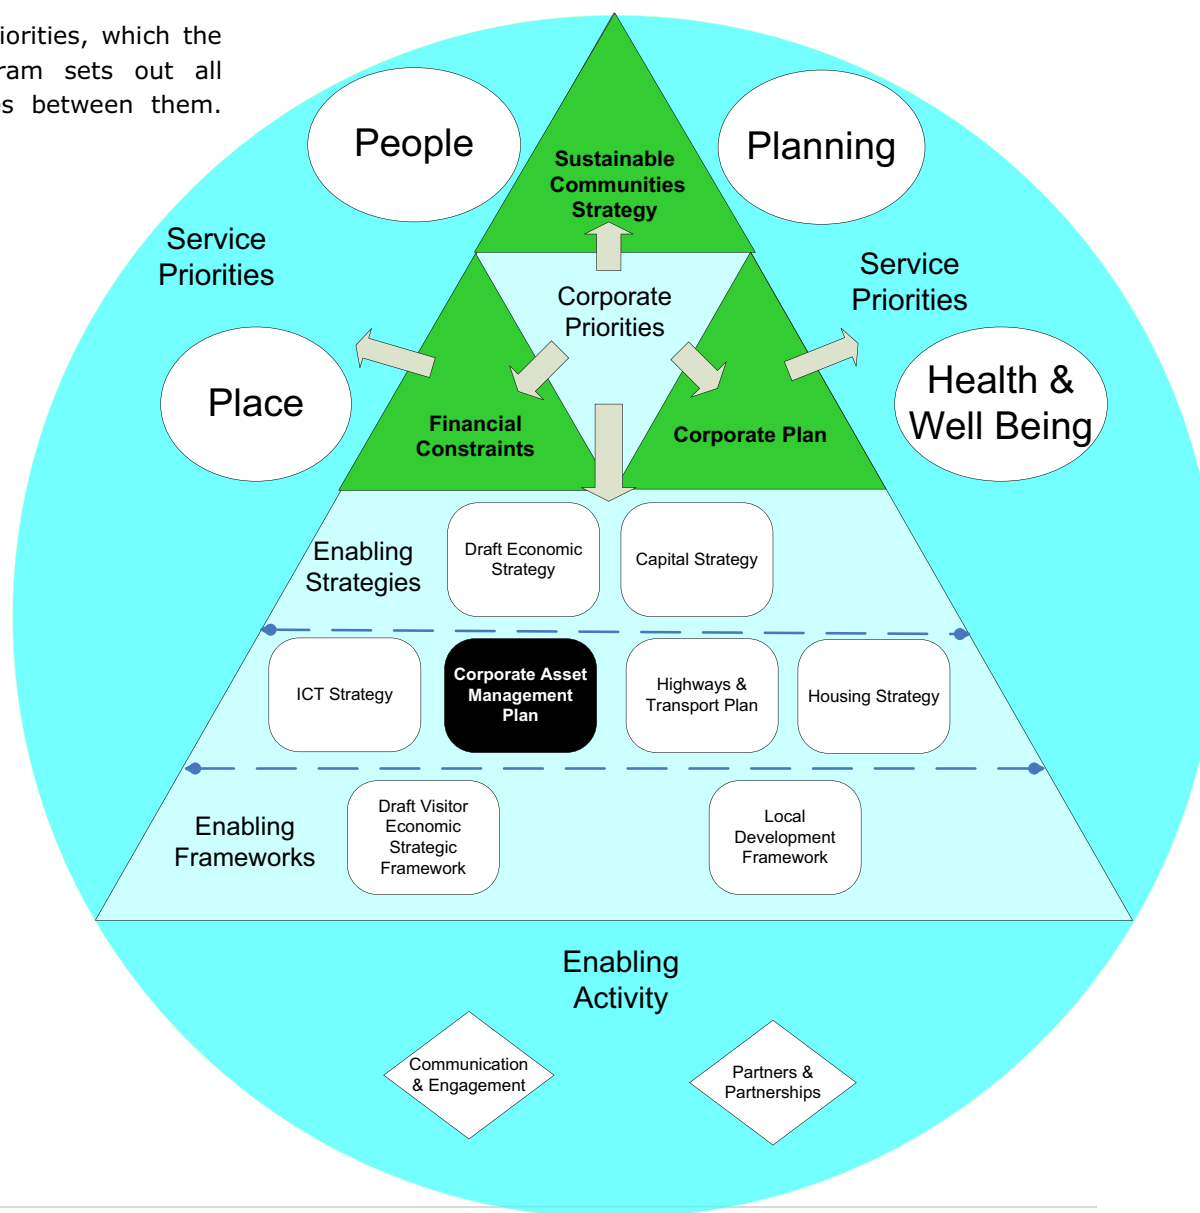 iorities, which the
ram sets out all
s between them.
People
Planning
Sustainable
Communities
Strategy
Service
Priorities
Service
Priorities
Corporate
Priorities
Place
Health &
Well Being
Financial
Constraints
Corporate Plan
Enabling
Strategies
Draft Economic
Strategy
Capital Strategy
ICT Strategy
Corporate Asset
Management
Plan
Highways &
Transport Plan
Housing Strategy
Enabling
Frameworks
Draft Visitor
Economic
Strategic
Framework
Local
Development
Framework
Enabling
Activity
Communication
& Engagement
Partners &
Partnerships